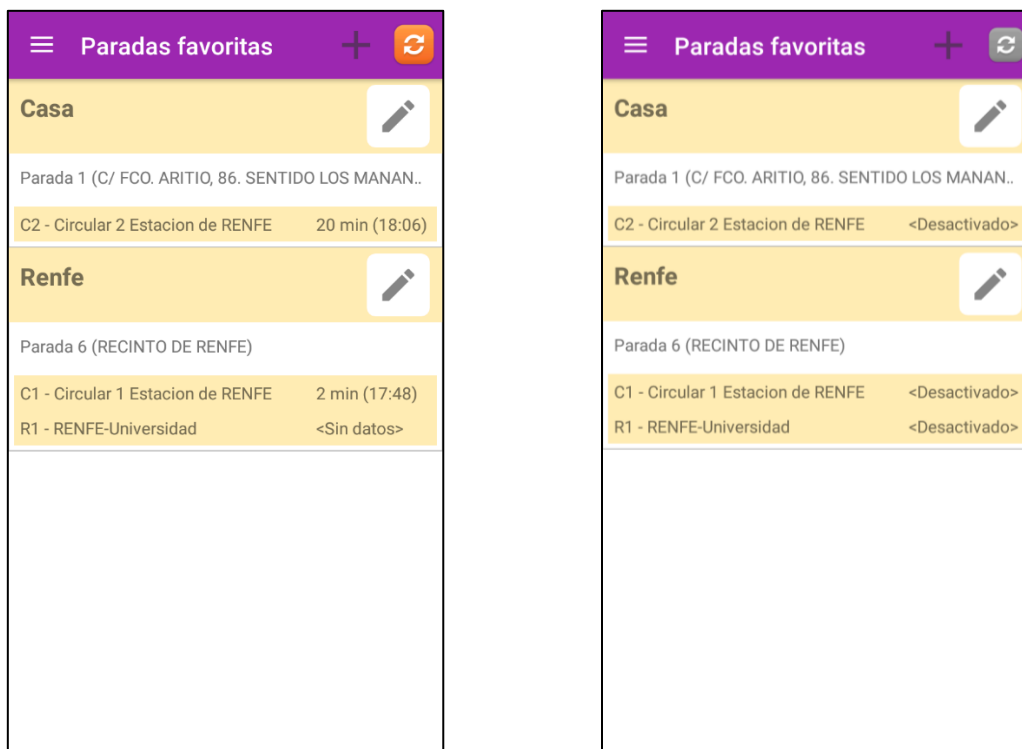 Paradas favoritas
Casa
Parada 1 (C/ FCO. ARITIO, 86. SENTIDO LOS MANAN..
C2 - Circular 2 Estacion de RENFE 20 min (18:06)
Renfe
Parada 6 (RECINTO DE RENFE)
C1 - Circular 1 Estacion de RENFE 2 min (17:48)
R1 - RENFE-Universidad <Sin datos>
Paradas favoritas
Casa
Parada 1 (C/ FCO. ARITIO, 86. SENTIDO LOS MANAN..
C2 - Circular 2 Estacion de RENFE <Desactivado>
Renfe
Parada 6 (RECINTO DE RENFE)
C1 - Circular 1 Estacion de RENFE <Desactivado>
R1 - RENFE-Universidad <Desactivado>